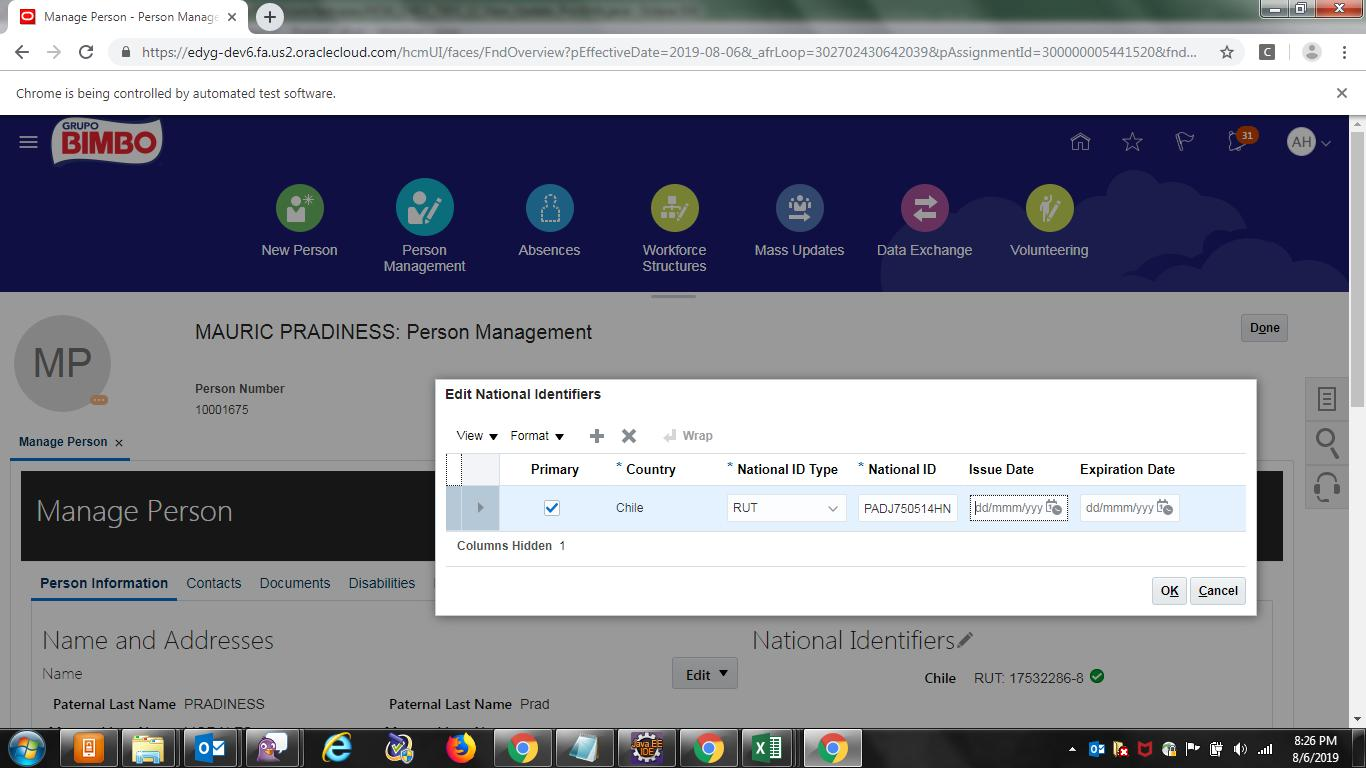 Manage Person - Person Manage
https://edyg-dev6.fa.us2.oraclecloud.com/hcmUI/faces/FndOverview?pEffectiveDate=2019-08-06&_afrLoop=302702430642039&pAssignmentId=300000005441520&fnd...
C
Chrome is being controlled by automated test software.
GRUPO
BIMBO
31
AH
New Person
Person Management
Absences
Workforce Structures
Mass Updates
Data Exchange
Volunteering
MP
MAURIC PRADINESS: Person Management
Done
Person Number
10001675
Manage Person
Manage Person
Person Information Contacts Documents Disabilities
Edit National Identifiers
View Format Wrap
Primary * Country * National ID Type * National ID Issue Date Expiration Date
Chile RUT PADJ750514HN dd/mmm/yyy dd/mmm/yyy
Columns Hidden 1
OK Cancel
Name and Addresses
National Identifiers
Name
Edit
Chile RUT: 17532286-8
Paternal Last Name PRADINESS Paternal Last Name Prad
Java EE
IDE
8:26 PM
8/6/2019